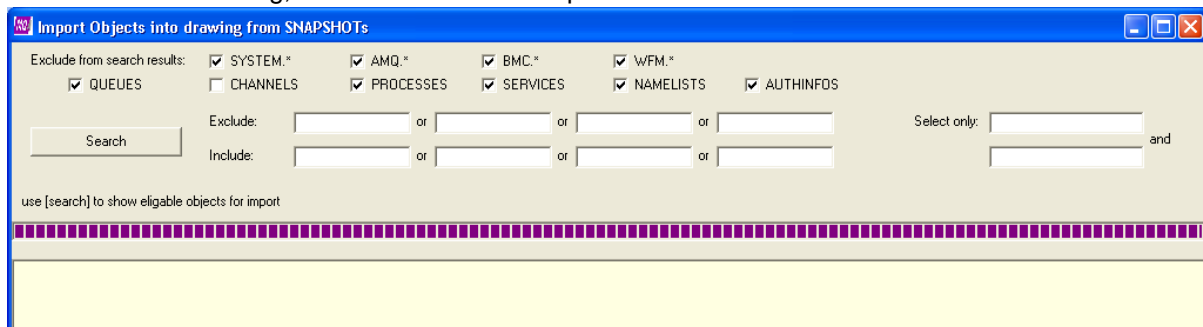 Import Objects into drawing from SNAPSHOTs
Exclude from search results: SYSTEM.* AMQ.* BMC.* WFM.*
QUEUES CHANNELS PROCESSES SERVICES NAMELISTS AUTHINFOS
Exclude: or or or Select only:
Search and
Include: or or or
use [search] to show eligable objects for import